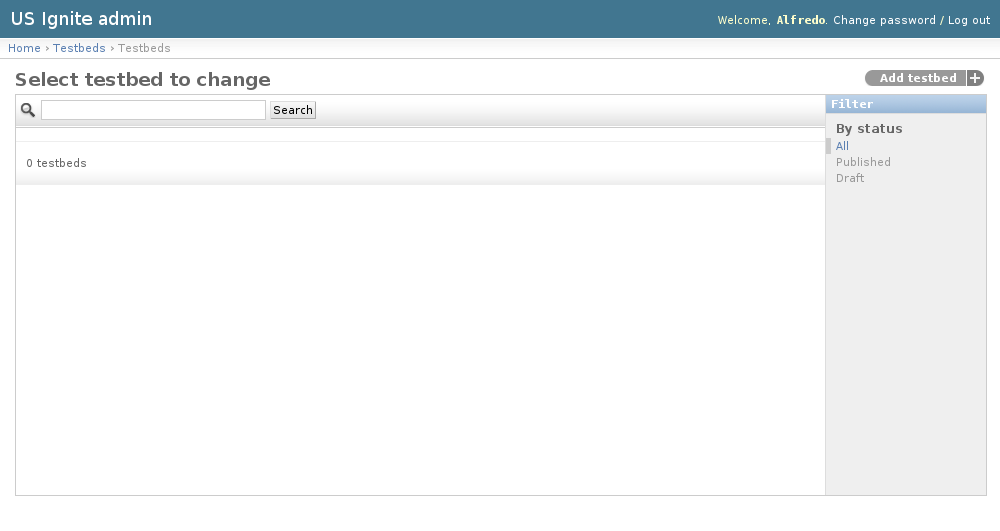 US Ignite admin
Welcome, Alfredo. Change password / Log out
Home › Testbeds › Testbeds
Select testbed to change
Add testbed +
Search
Filter
By status
All
Published
Draft
0 testbeds